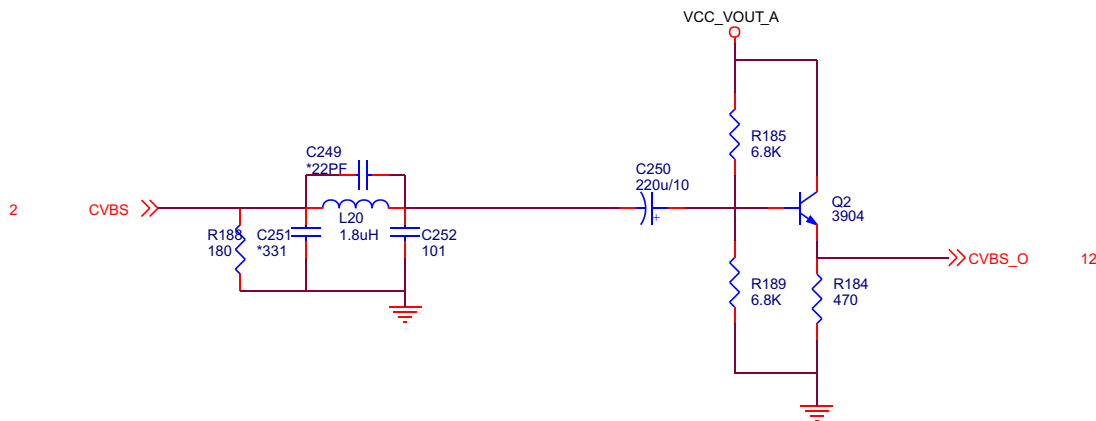 VCC_VOUT_A
R185
6.8K
C249
*22PF
C250
220u/10
2
CVBS
Q2
3904
L20
1.8uH
R188
180
C251
*331
C252
101
+
CVBS_O
12
R189
6.8K
R184
470